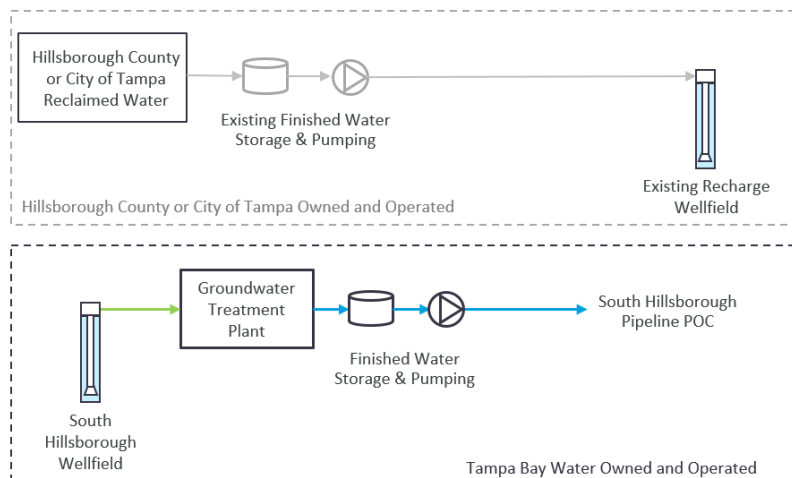 Hillsborough County
or City of Tampa
Reclaimed Water
Existing Finished Water
Storage & Pumping
Existing Recharge
Wellfield
Hillsborough County or City of Tampa Owned and Operated
Groundwater
Treatment
Plant
South Hillsborough
Pipeline POC
Finished Water
Storage & Pumping
South
Hillsborough
Wellfield
Tampa Bay Water Owned and Operated